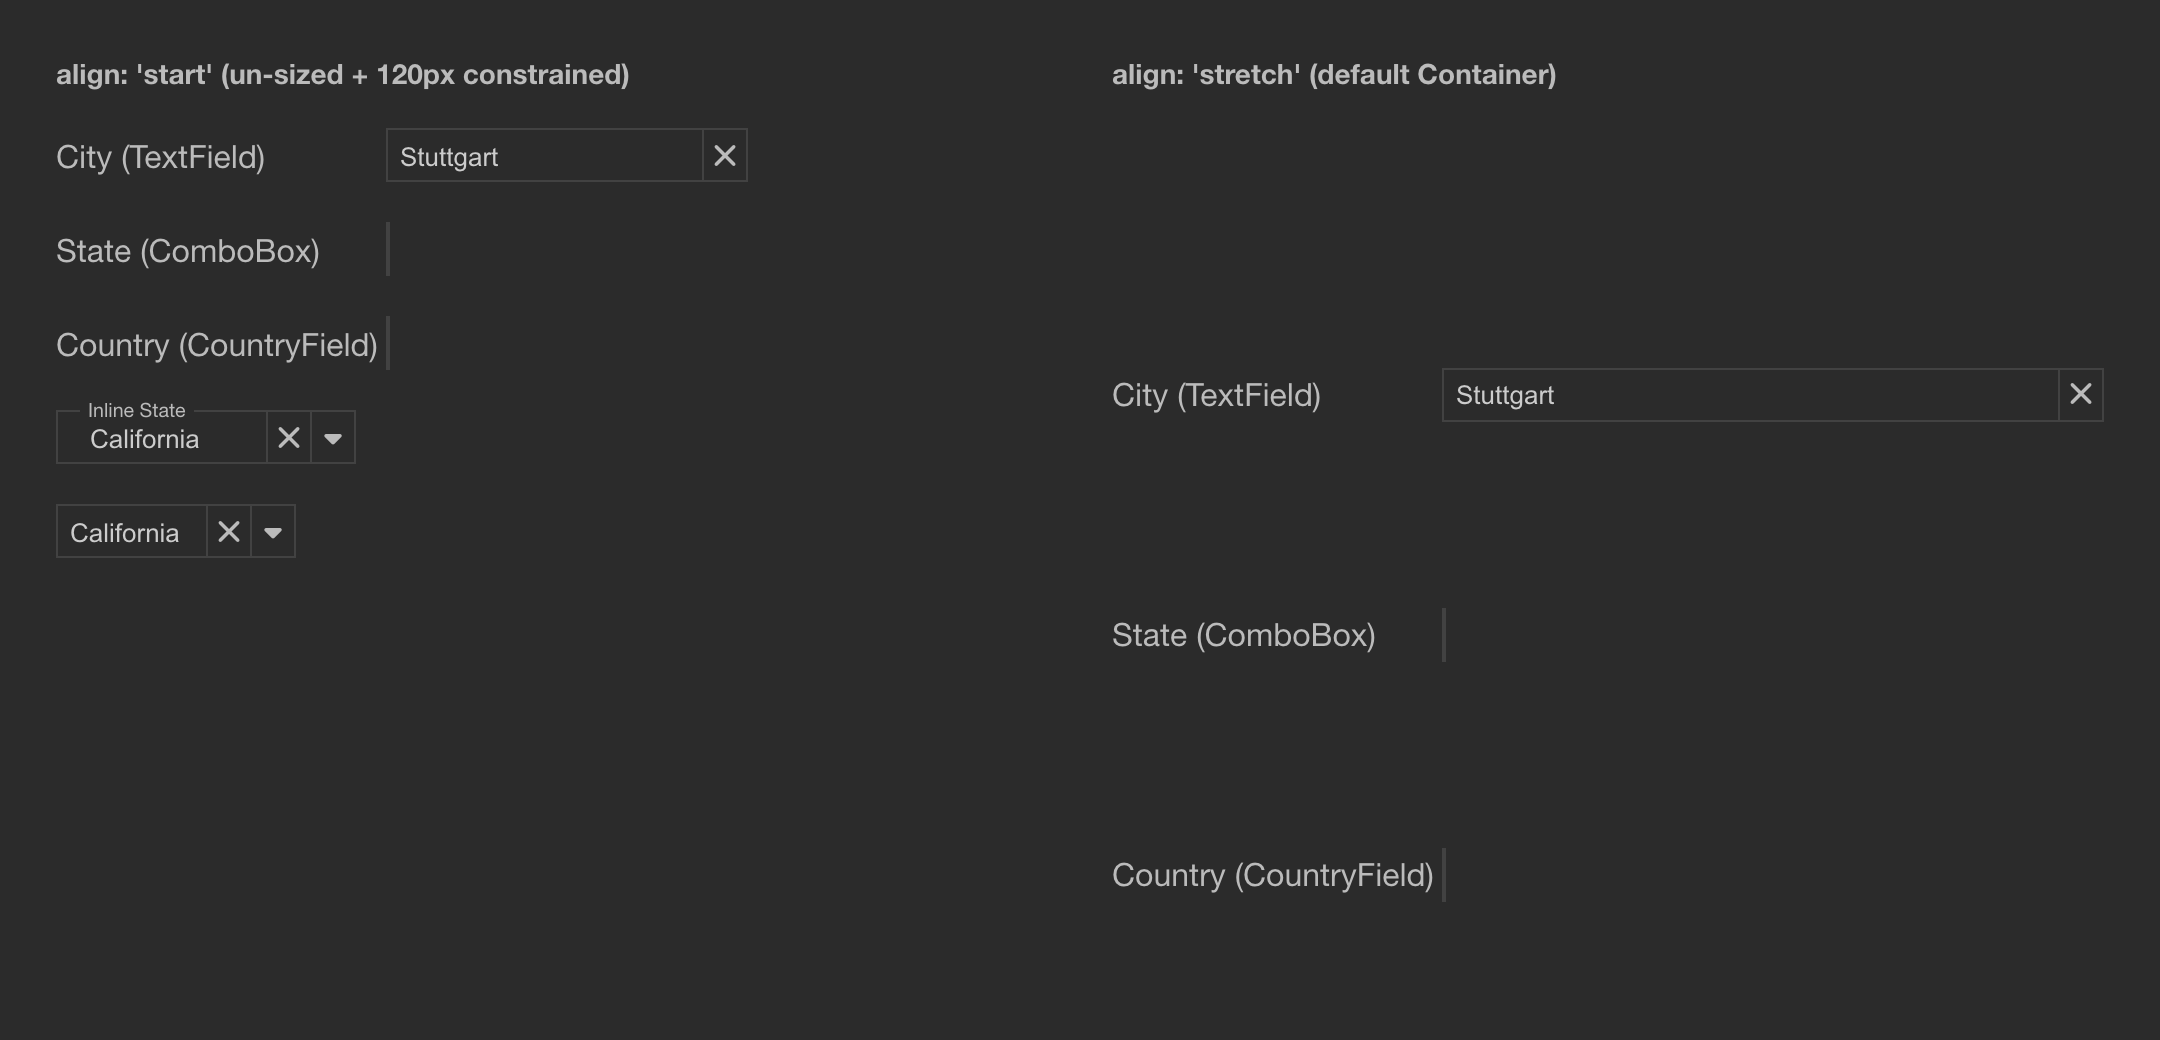 align: 'start' (un-sized + 120px constrained)
City (TextField)
Stuttgart
State (ComboBox)
Country (CountryField)
Inline State
California
California
align: 'stretch' (default Container)
City (TextField)
Stuttgart
State (ComboBox)
Country (CountryField)